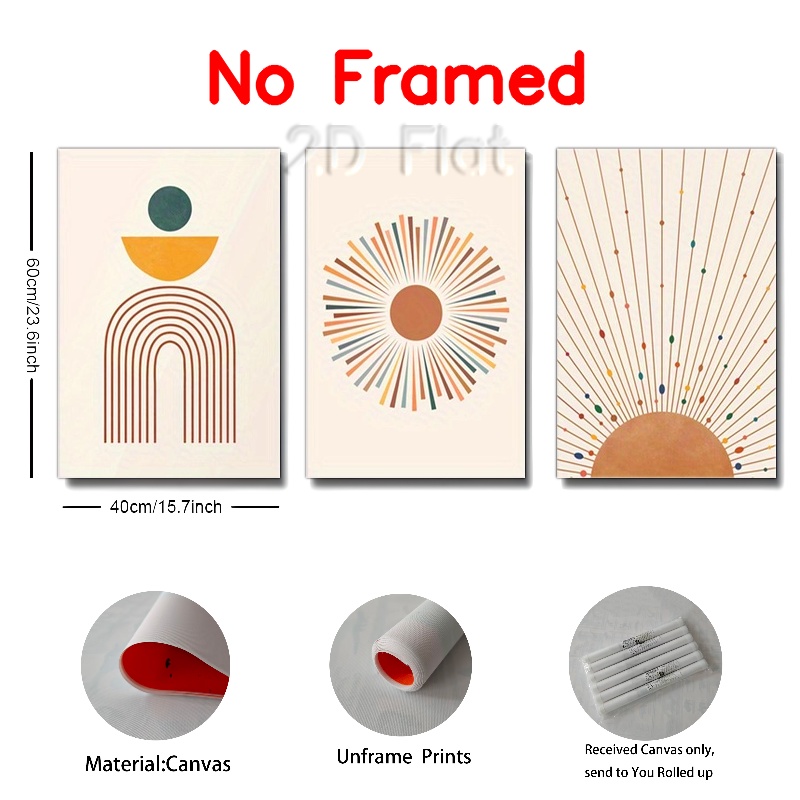 No Framed
2D Flat
60cm/23.6inch
40cm/15.7inch
Material:Canvas
Unframe Prints
Received Canvas only,
send to You Rolled up